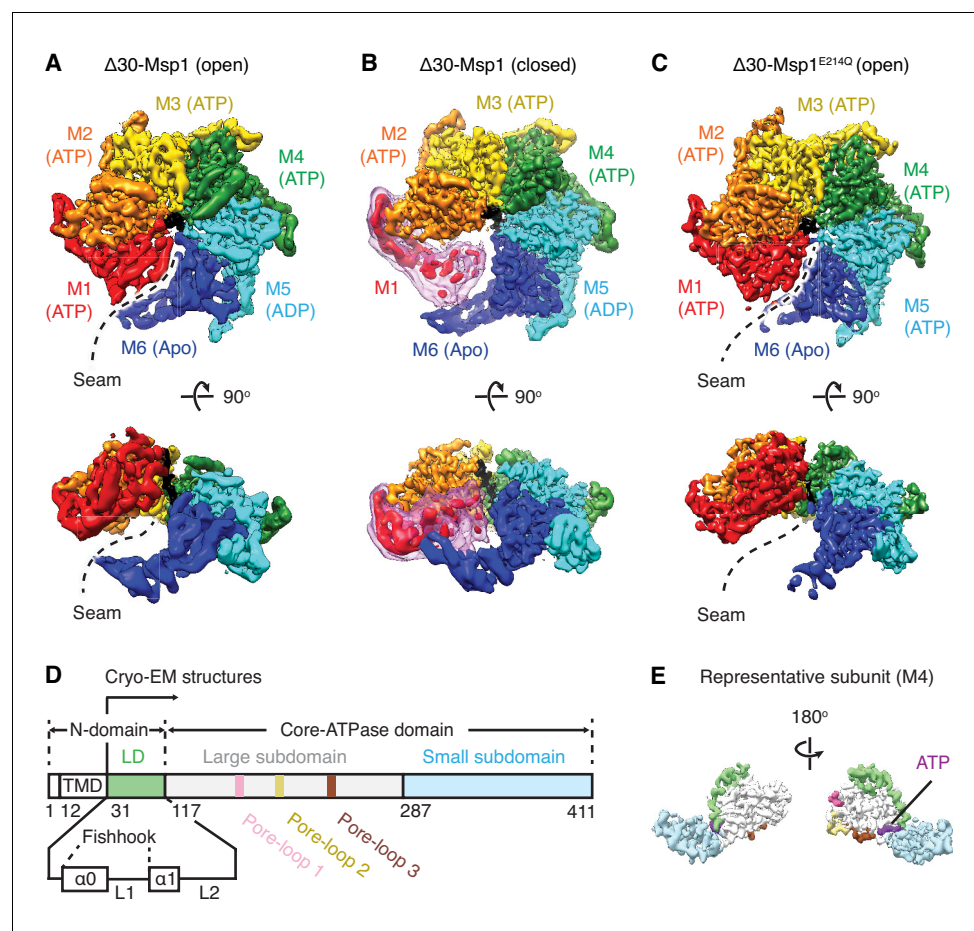 A Δ30-Msp1 (open)
M3 (ATP)
M2
(ATP)
M4
(ATP)
M1
(ATP)
M5
(ADP)
M6 (Apo)
Seam
90°
Seam
B Δ30-Msp1 (closed)
M3 (ATP)
M2
(ATP)
M4
(ATP)
M1
M5
(ADP)
M6 (Apo)
90°
C Δ30-Msp1E214Q (open)
M3 (ATP)
M2
(ATP)
M4
(ATP)
M1
(ATP)
M5
(ATP)
M6 (Apo)
Seam
90°
Seam
D Cryo-EM structures
N-domain Core-ATPase domain
LD Large subdomain Small subdomain
TMD
1 12 31 117 287 411
Fishhook
Pore-loop 1
Pore-loop 2
Pore-loop 3
α0 L1 α1 L2
E Representative subunit (M4)
180°
ATP